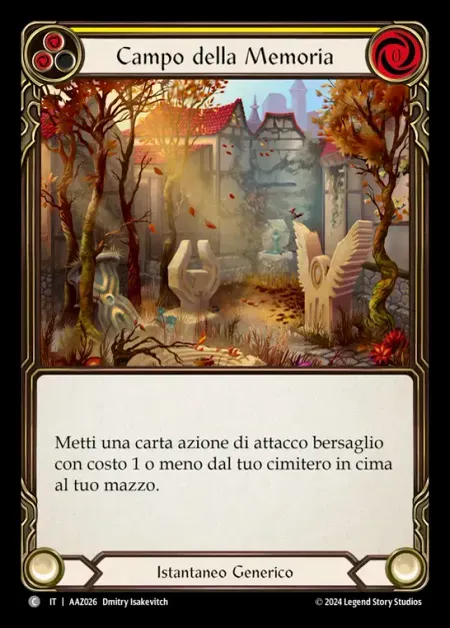 Campo della Memoria
0
Metti una carta azione di attacco bersaglio
con costo 1 o meno dal tuo cimitero in cima
al tuo mazzo.
Istantaneo Generico
C IT | AAZ026 Dmitry Isakevitch
© 2024 Legend Story Studios